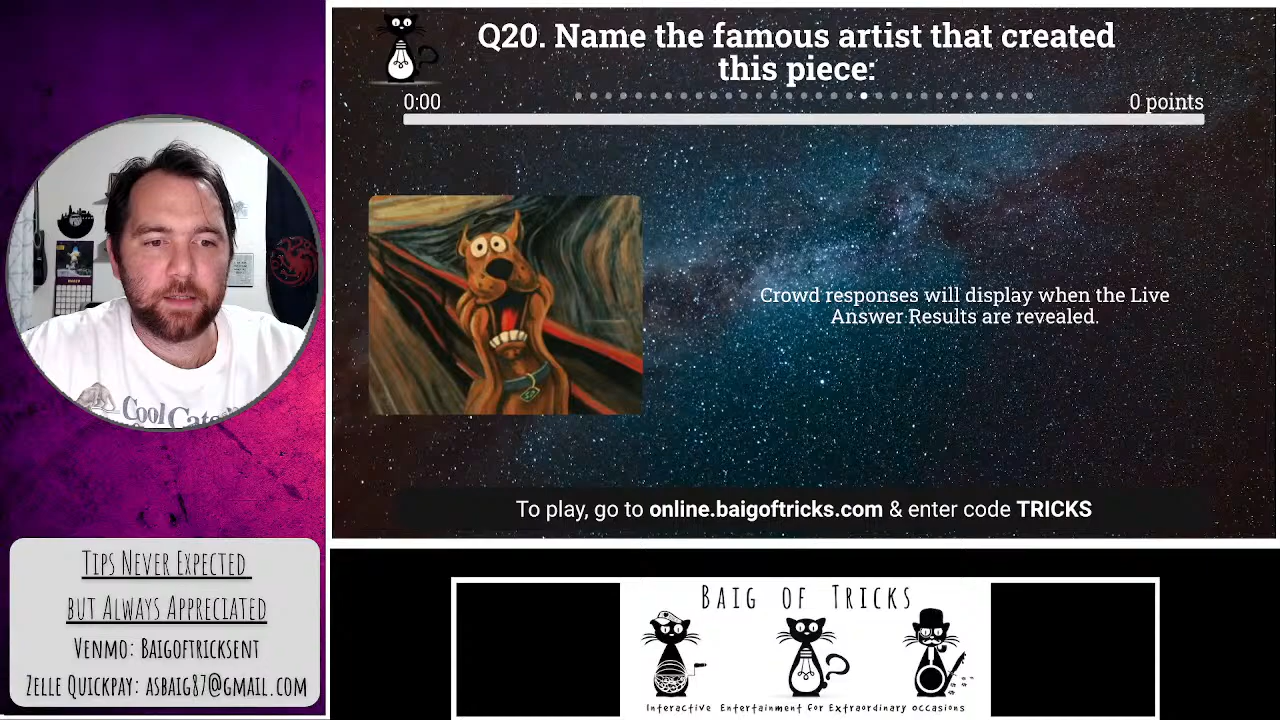 Q20. Name the famous artist that created
this piece:
0:00
0 points
Crowd responses will display when the Live
Answer Results are revealed.
To play, go to online.baigoftricks.com & enter code TRICKS
Cool Cats
Tips Never Expected
but Always Appreciated
Venmo: Baigoftricksent
Zelle Quickpay: asbaig87@gmail.com
Baig of Tricks
Interactive Entertainment for Extraordinary occasions